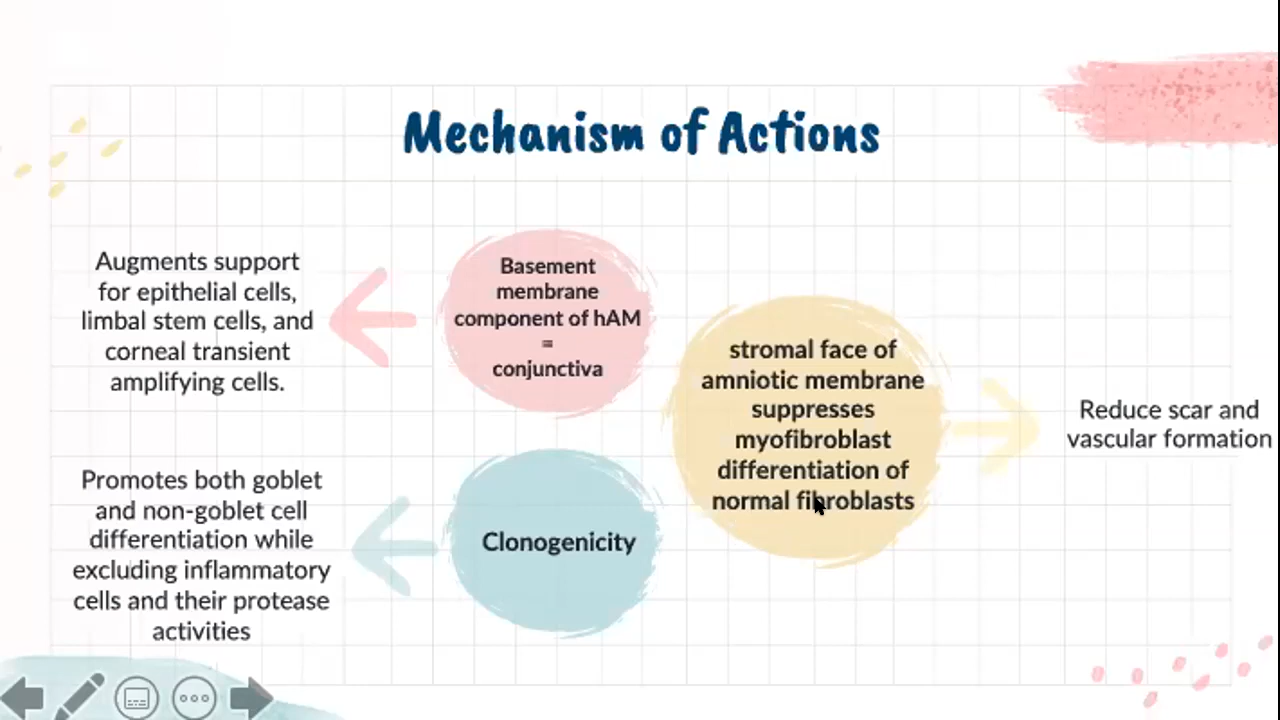 Mechanism of Actions
Augments support
for epithelial cells,
limbal stem cells, and
corneal transient
amplifying cells.
Basement
membrane
component of hAM
=
conjunctiva
stromal face of
amniotic membrane
suppresses
myofibroblast
differentiation of
normal fibroblasts
Reduce scar and
vascular formation
Promotes both goblet
and non-goblet cell
differentiation while
excluding inflammatory
cells and their protease
activities
Clonogenicity